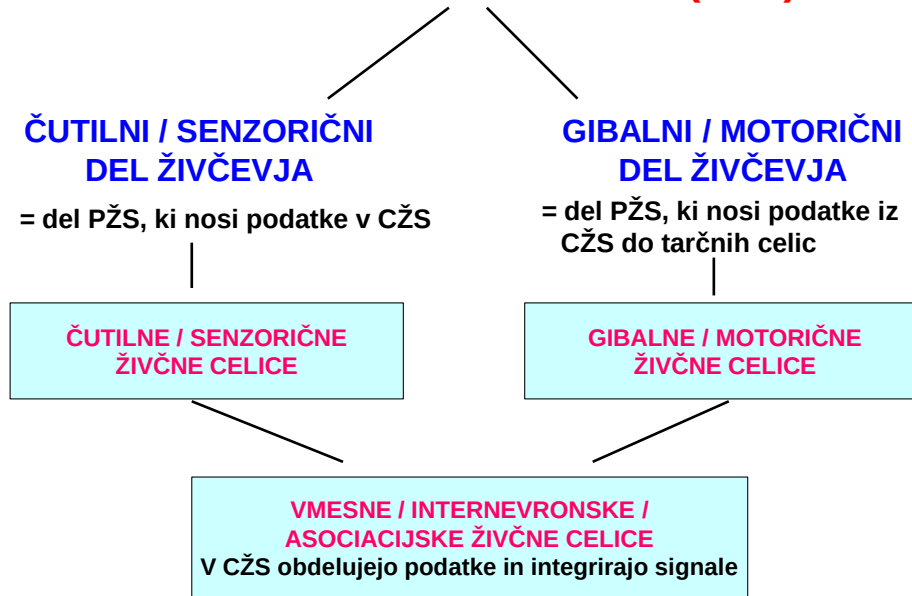 ČUTILNI / SENZORIČNI
DEL ŽIVČEVJA
= del PŽS, ki nosi podatke v CŽS
GIBALNI / MOTORIČNI
DEL ŽIVČEVJA
= del PŽS, ki nosi podatke iz
CŽS do tarčnih celic
ČUTILNE / SENZORIČNE
ŽIVČNE CELICE
GIBALNE / MOTORIČNE
ŽIVČNE CELICE
VMESNE / INTERNEVRONSKE /
ASOCIACIJSKE ŽIVČNE CELICE
V CŽS obdelujejo podatke in integrirajo signale